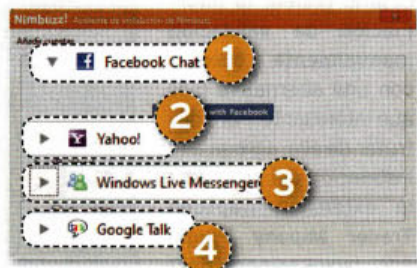 Nimbuzz! Asistente de instalación de Nimbuzz
Añadir cuentas
Facebook Chat 1
with Facebook
2
Yahoo!
Windows Live Messenger 3
Google Talk
4